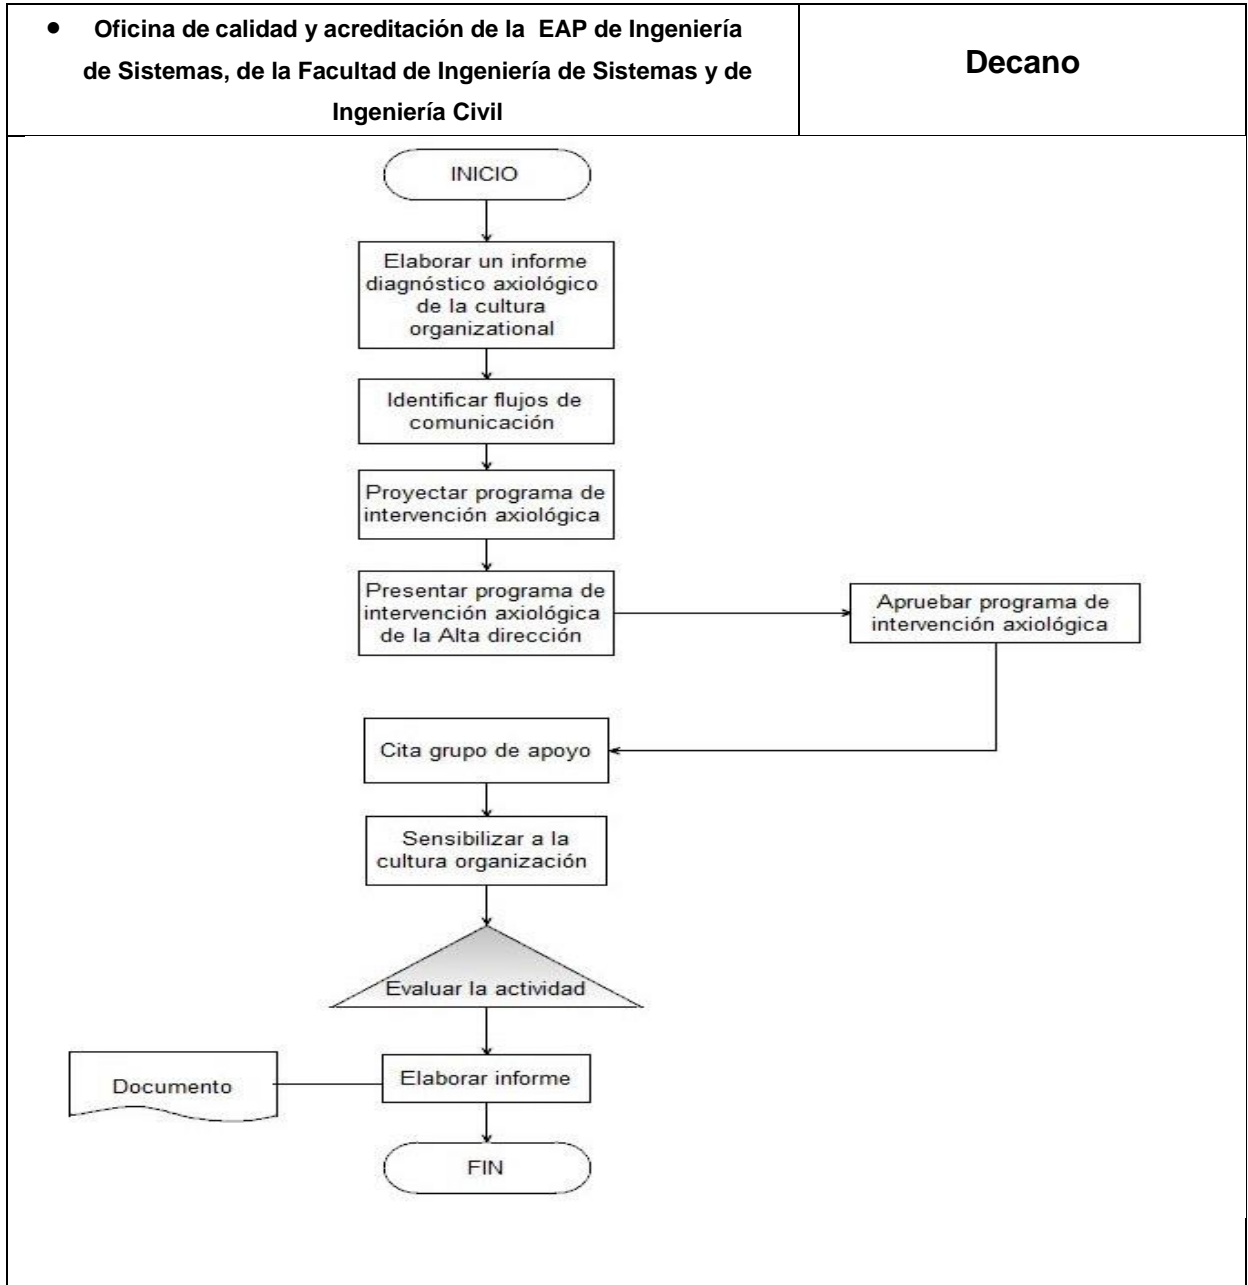 • Oficina de calidad y acreditación de la EAP de Ingeniería
de Sistemas, de la Facultad de Ingeniería de Sistemas y de
Ingeniería Civil
Decano
INICIO
Elaborar un informe
diagnóstico axiológico
de la cultura
organizational
Identificar flujos de
comunicación
Proyectar programa de
intervención axiológica
Presentar programa de
intervención axiológica
de la Alta dirección
Apruebar programa de
intervención axiológica
Cita grupo de apoyo
Sensibilizar a la
cultura organización
Evaluar la actividad
Documento
Elaborar informe
FIN